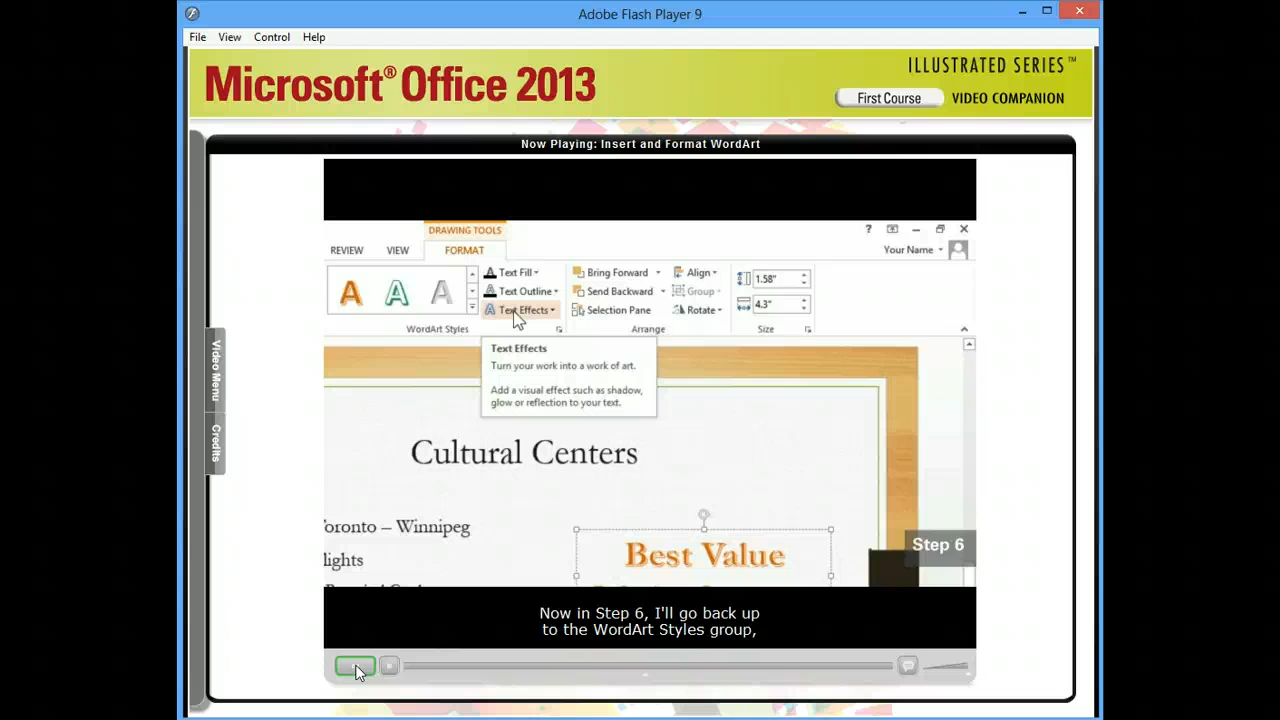 Adobe Flash Player 9
File View Control Help
Microsoft® Office 2013
ILLUSTRATED SERIES™
First Course VIDEO COMPANION
Now Playing: Insert and Format WordArt
DRAWING TOOLS
REVIEW VIEW FORMAT
Your Name
A A A
Text Fill
Text Outline
Text Effects
WordArt Styles
Bring Forward
Send Backward
Selection Pane
Align
Group
Rotate
Arrange
1.58"
4.3"
Size
Text Effects
Turn your work into a work of art.
Add a visual effect such as shadow,
glow or reflection to your text.
Video Menu
Credits
Cultural Centers
oronto – Winnipeg
lights
Best Value
Step 6
Now in Step 6, I'll go back up
to the WordArt Styles group,